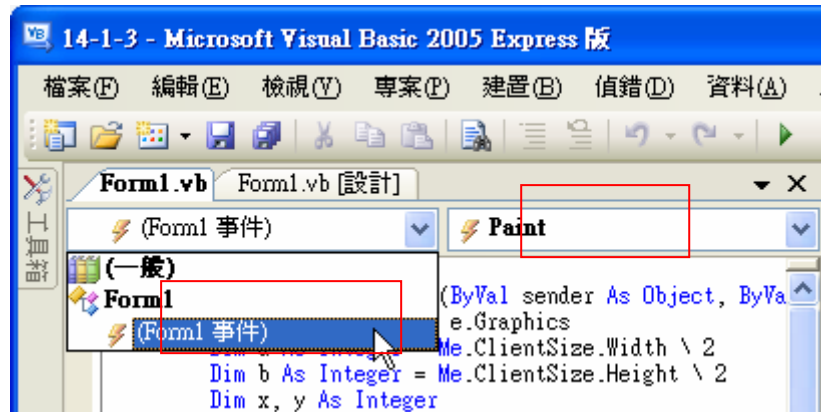 14-1-3 - Microsoft Visual Basic 2005 Express 版
檔案(F) 編輯(E) 檢視(V) 專案(P) 建置(B) 偵錯(D) 資料(A)
Form1.vb Form1.vb [設計]
工具箱
(Form1 事件) Paint
(一般)
Form1 (ByVal sender As Object, ByVa
(Form1 事件) e.Graphics
Me.ClientSize.Width \ 2
Dim b As Integer = Me.ClientSize.Height \ 2
Dim x, y As Integer